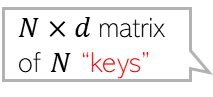 N × d matrix
of N “keys”